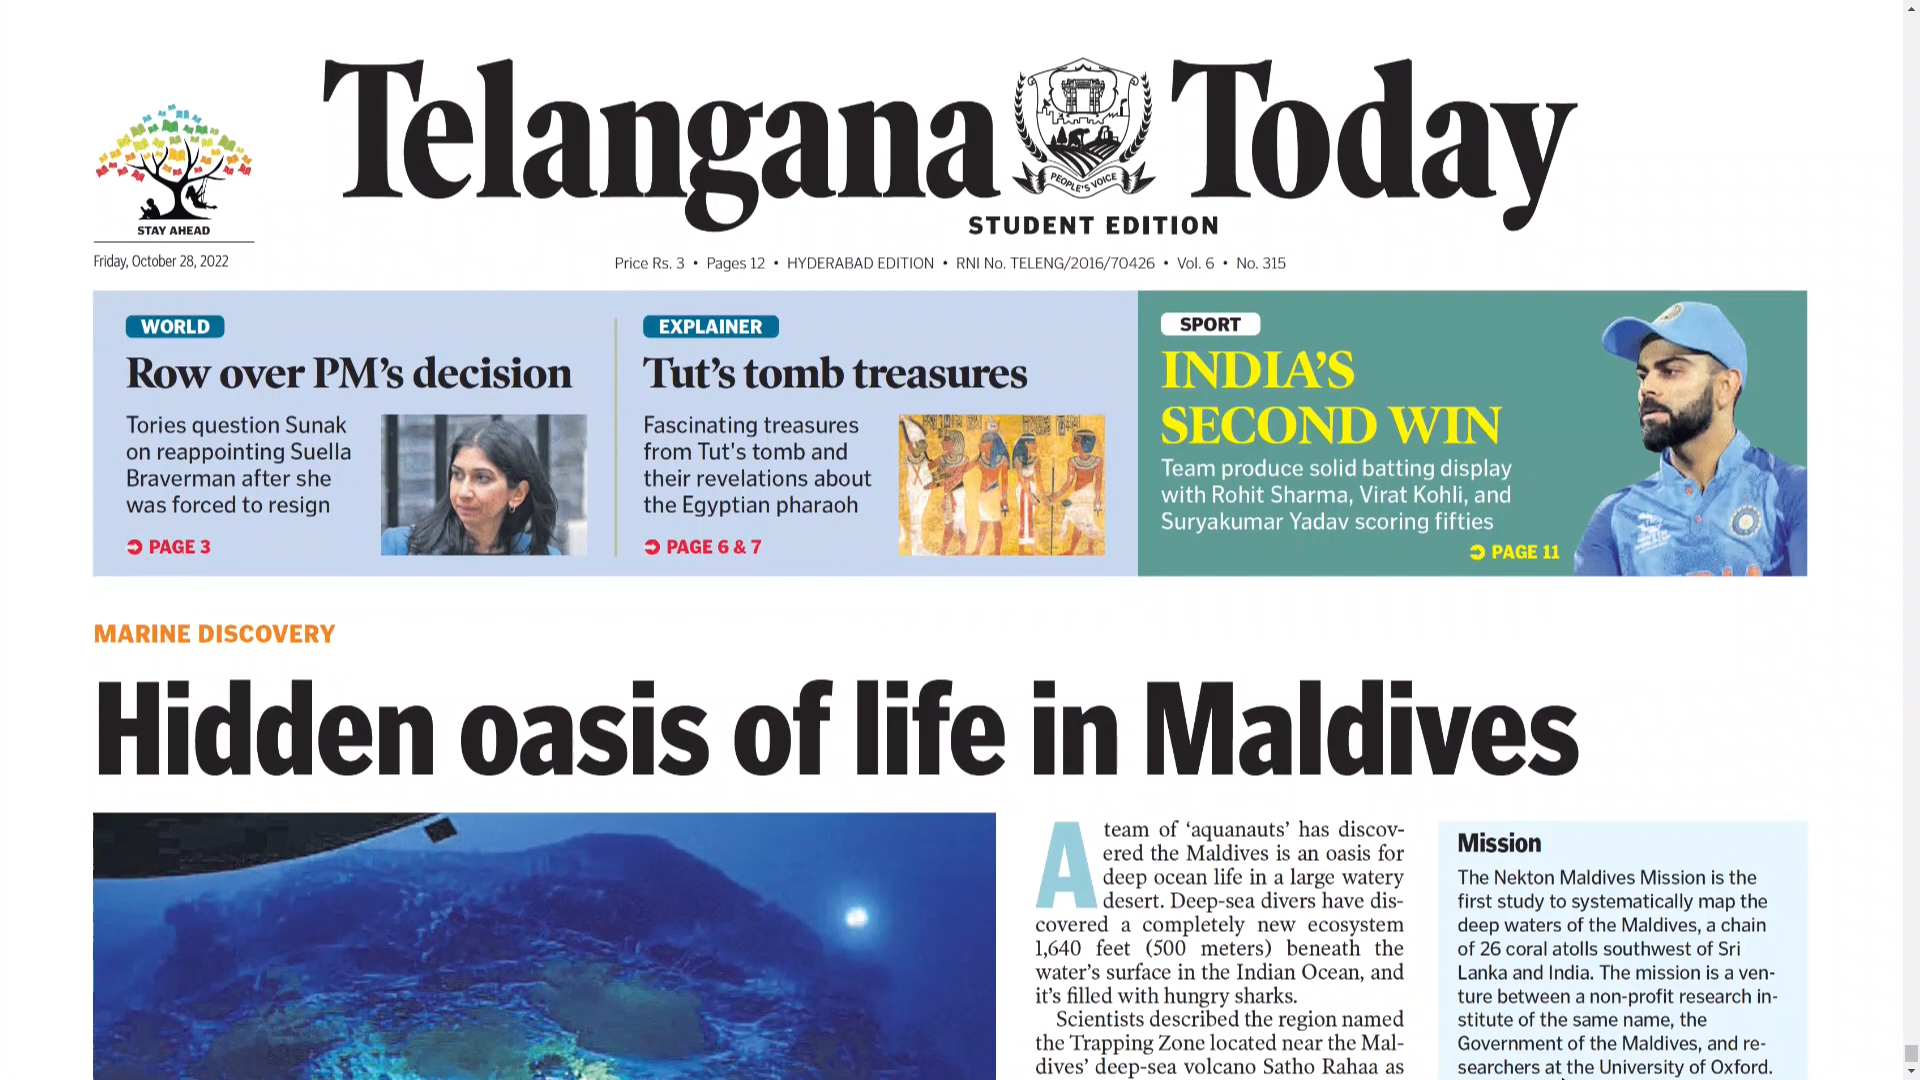 Telangana Today
PEOPLE'S VOICE
STUDENT EDITION
STAY AHEAD
Friday, October 28, 2022
Price Rs. 3 • Pages 12 • HYDERABAD EDITION • RNI No. TELENG/2016/70426 • Vol. 6 • No. 315
WORLD
Row over PM's decision
Tories question Sunak
on reappointing Suella
Braverman after she
was forced to resign
PAGE 3
EXPLAINER
Tut's tomb treasures
Fascinating treasures
from Tut's tomb and
their revelations about
the Egyptian pharaoh
PAGE 6 & 7
SPORT
INDIA'S
SECOND WIN
Team produce solid batting display
with Rohit Sharma, Virat Kohli, and
Suryakumar Yadav scoring fifties
PAGE 11
MARINE DISCOVERY
Hidden oasis of life in Maldives
A team of 'aquanauts' has discov-
ered the Maldives is an oasis for
deep ocean life in a large watery
desert. Deep-sea divers have dis-
covered a completely new ecosystem
1,640 feet (500 meters) beneath the
water's surface in the Indian Ocean, and
it's filled with hungry sharks.
Scientists described the region named
the Trapping Zone located near the Mal-
dives' deep-sea volcano Satho Rahaa as
Mission
The Nekton Maldives Mission is the
first study to systematically map the
deep waters of the Maldives, a chain
of 26 coral atolls southwest of Sri
Lanka and India. The mission is a ven-
ture between a non-profit research in-
stitute of the same name, the
Government of the Maldives, and re-
searchers at the University of Oxford.